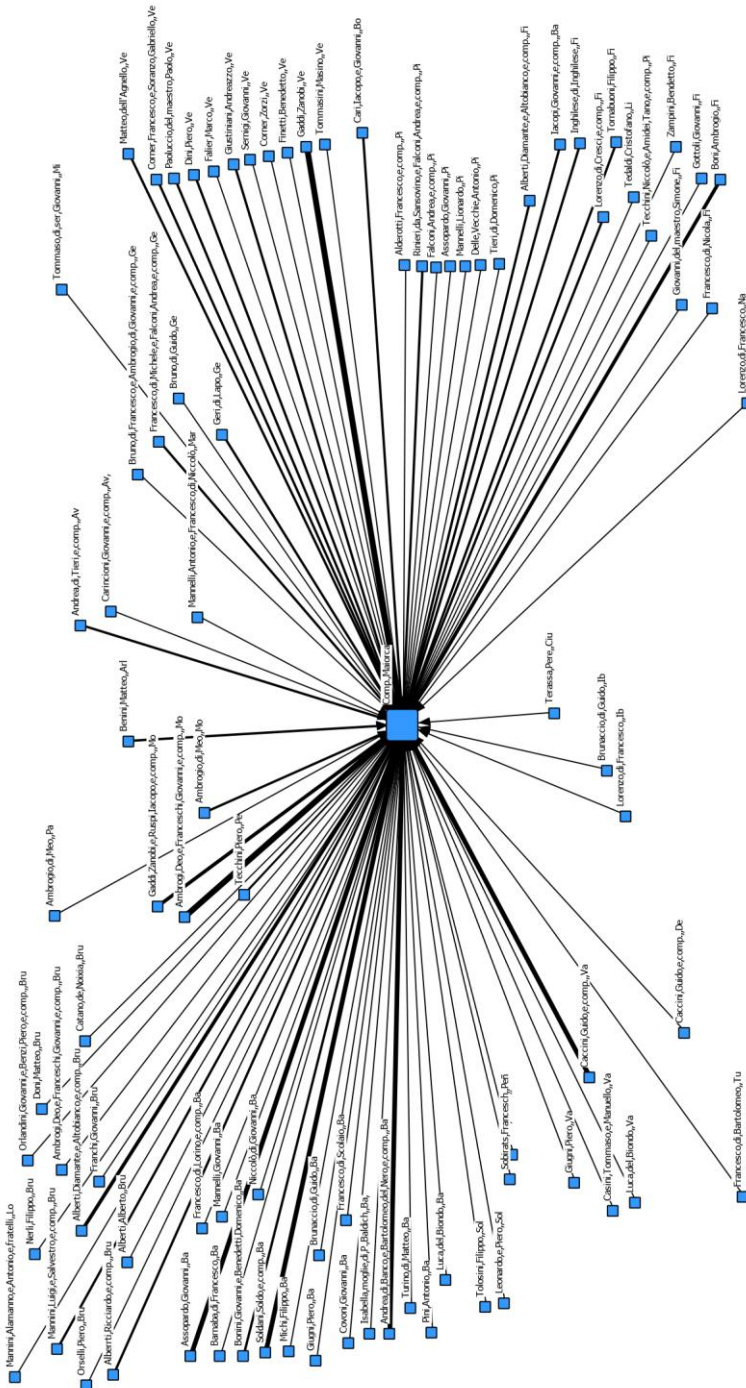 Tommaso,di,ser,Giovanni,,Mi
Matteo,dell'Agnello,,Ve
Corner,Francesco,e,Soranzo,Gabriello,,Ve
Paoluccio,del,maestro,Paolo,,Ve
Dini,Piero,,Ve
Falier,Marco,,Ve
Giustiniani,Andreazzo,,Ve
Sernigi,Giovanni,,Ve
Corner,Zorzi,,Ve
Finetti,Benedetto,,Ve
Gaddi,Zanobi,,Ve
Tommasini,Masino,,Ve
Cari,Iacopo,e,Giovanni,,Bo
Bruno,di,Francesco,e,Ambrogio,di,Giovanni,e,comp.,,Ge
Francesco,di,Michele,e,Falconi,Andrea,e,comp.,,Ge
Bruno,di,Guido,,Ge
Geri,di,Lapo,,Ge
Mannelli,Antonio,e,Francesco,di,Niccolò,,Mar
Alderotti,Francesco,e,comp.,,Pi
Rinieri,da,Sansovino,e,Falconi,Andrea,e,comp.,,Pi
Falconi,Andrea,e,comp.,,Pi
Assopardo,Giovanni,,Pi
Mannelli,Lionardo,,Pi
Delle,Vecchie,Antonio,,Pi
Tieri,di,Domenico,,Pi
Alberti,Diamante,e,Altobianco,e,comp.,,Fi
Iacopi,Giovanni,e,comp.,,Ba
Inghilese,di,Inghilese,,Fi
Lorenzo,di,Cresci,e,comp.,,Fi
Tornabuoni,Filippo,,Fi
Tedaldi,Cristofano,,Li
Tecchini,Niccolò,e,Amidei,Tano,e,comp.,,Pi
Zampini,Bendetto,,Fi
Giovanni,del,maestro,Simone,,Fi
Gottoli,Giovanni,,Fi
Francesco,di,Nicola,,Fi
Boni,Ambrogio,,Fi
Lorenzo,di,Francesco,,Na
Andrea,di,Tieri,e,comp.,,Av
Carincioni,Giovanni,e,comp.,,Av,
Benini,Matteo,,Arl
Comp.,,Maiorca
Ambrogio,di,Meo,,Mo
Ambrogio,di,Meo,,Pa
Gaddi,Zanobi,e,Ruspi,Iacopo,e,comp.,,Mo
Ambrogi,Deo,e,Franceschi,Giovanni,e,comp.,,Mo
Tecchini,Piero,,Pe
Terassa,Pere,,Ciu
Brunaccio,di,Guido,,Ib
Lorenzo,di,Francesco,,Ib
Orlandini,Giovanni,e,Benzi,Piero,e,comp.,,Bru
Doni,Matteo,,Bru
Ambrogi,Deo,e,Franceschi,Giovanni,e,comp.,,Bru
Catano,de,Noixia,,Bru
Franchi,Giovanni,,Bru
Mannini,Alamanno,e,Antonio,e,fratelli,,Lo
Nerli,Filippo,,Bru
Mannini,Luigi,e,Salvestro,e,comp.,,Bru
Alberti,Diamante,e,Altobianco,e,comp.,,Bru
Orselli,Piero,,Bru
Alberti,Ricciardo,e,comp.,,Bru
Alberti,Alberto,,Bru
Assopardo,Giovanni,,Ba
Francesco,di,Lorino,e,comp.,,Ba
Barnaba,di,Francesco,,Ba
Mannelli,Giovanni,,Ba
Bonini,Giovanni,e,Benedetti,Domenico,,Ba
Niccolò,di,Giovanni,,Ba
Soldani,Soldo,e,comp.,,Ba
Michi,Filippo,,Ba
Giugni,Piero,,Ba
Brunaccio,di,Guido,,Ba
Francesco,di,Scolaio,,Ba
Covoni,Giovanni,,Ba
Isabella,moglie,di,P.,Baldich,,Ba,
Andrea,di,Banco,e,Bartolomeo,del,Nero,e,comp.,,Ba
Turino,di,Matteo,,Ba
Pini,Antonio,,Ba
Luca,del,Biondo,,Ba
Tolosini,Filippo,,Sol
Leonardo,e,Piero,,Sol
Sobirats,Francesch,,Peñ
Giugni,Piero,,Va
Caccini,Guido,e,comp.,,Va
Casini,Tommaso,e,Manuello,,Va
Luca,del,Biondo,,Va
Caccini,Guido,e,comp.,,De
Francesco,di,Bartolomeo,,Tu